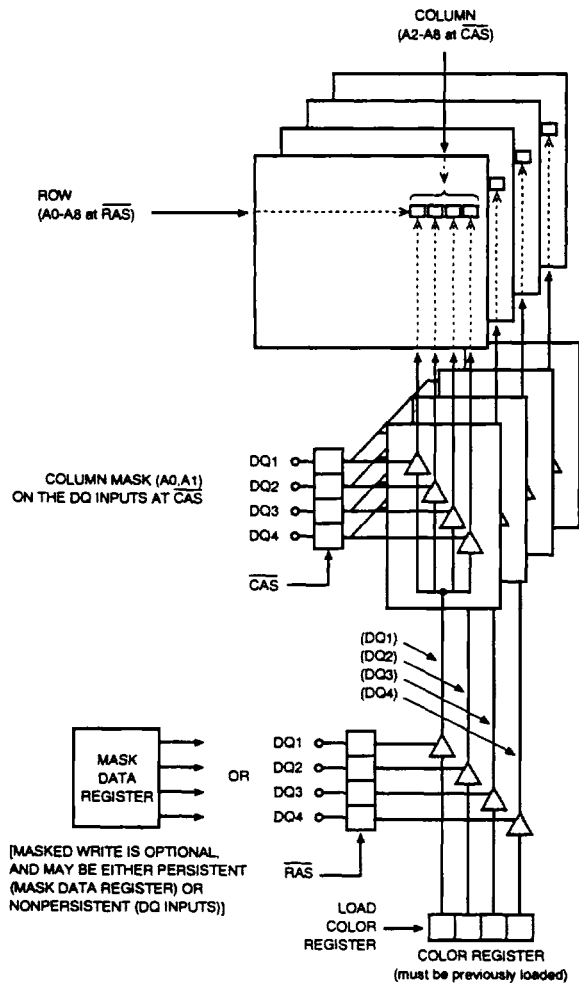 COLUMN
(A2-A8 at CAS)
ROW
(A0-A8 at RAS)
COLUMN MASK (A0,A1)
ON THE DQ INPUTS AT CAS
DQ1
DQ2
DQ3
DQ4
CAS
(DQ1)
(DQ2)
(DQ3)
(DQ4)
MASK
DATA
REGISTER
OR
DQ1
DQ2
DQ3
DQ4
[MASKED WRITE IS OPTIONAL,
AND MAY BE EITHER PERSISTENT
(MASK DATA REGISTER) OR
NONPERSISTENT (DQ INPUTS)]
RAS
LOAD
COLOR
REGISTER
COLOR REGISTER
(must be previously loaded)